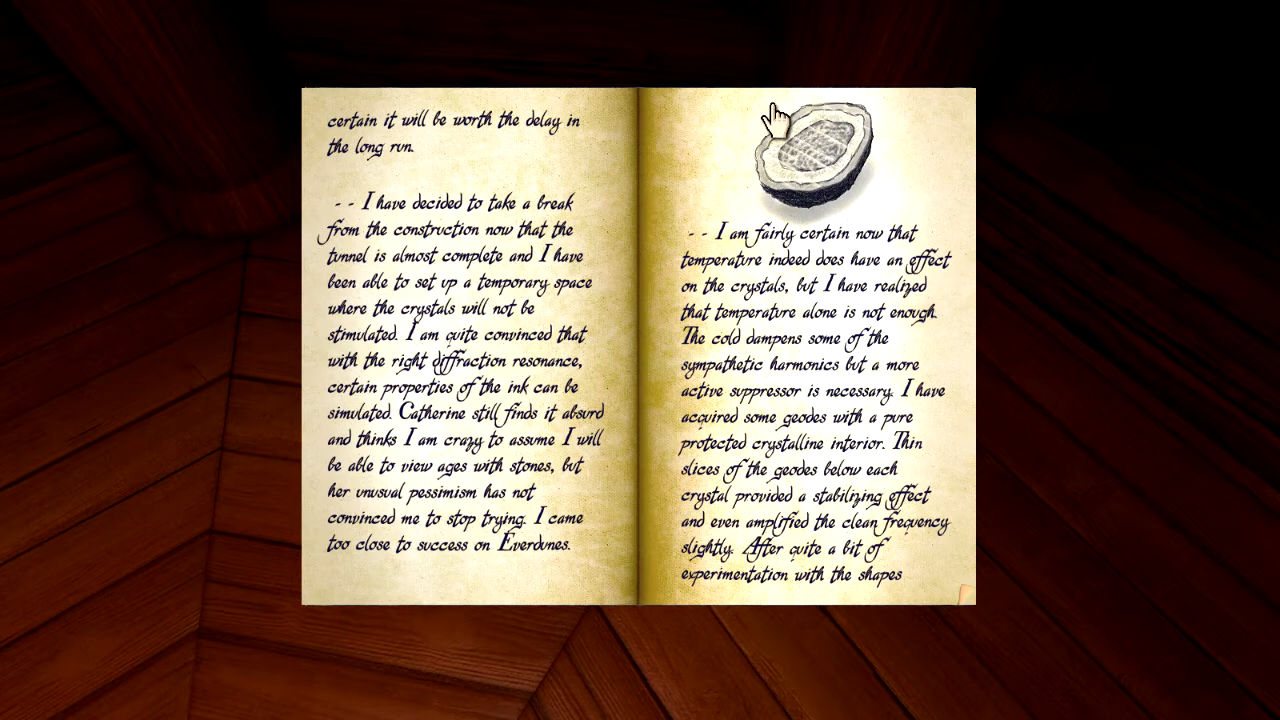 certain it will be worth the delay in
the long run.
- - I have decided to take a break
from the construction now that the
tunnel is almost complete and I have
been able to set up a temporary space
where the crystals will not be
stimulated. I am quite convinced that
with the right diffraction resonance,
certain properties of the ink can be
simulated. Catherine still finds it absurd
and thinks I am crazy to assume I will
be able to view ages with stones, but
her unusual pessimism has not
convinced me to stop trying. I came
too close to success on Everdunes.
- - I am fairly certain now that
temperature indeed does have an effect
on the crystals, but I have realized
that temperature alone is not enough.
The cold dampens some of the
sympathetic harmonics but a more
active suppressor is necessary. I have
acquired some geodes with a pure
protected crystalline interior. Thin
slices of the geodes below each
crystal provided a stabilizing effect
and even amplified the clean frequency
slightly. After quite a bit of
experimentation with the shapes